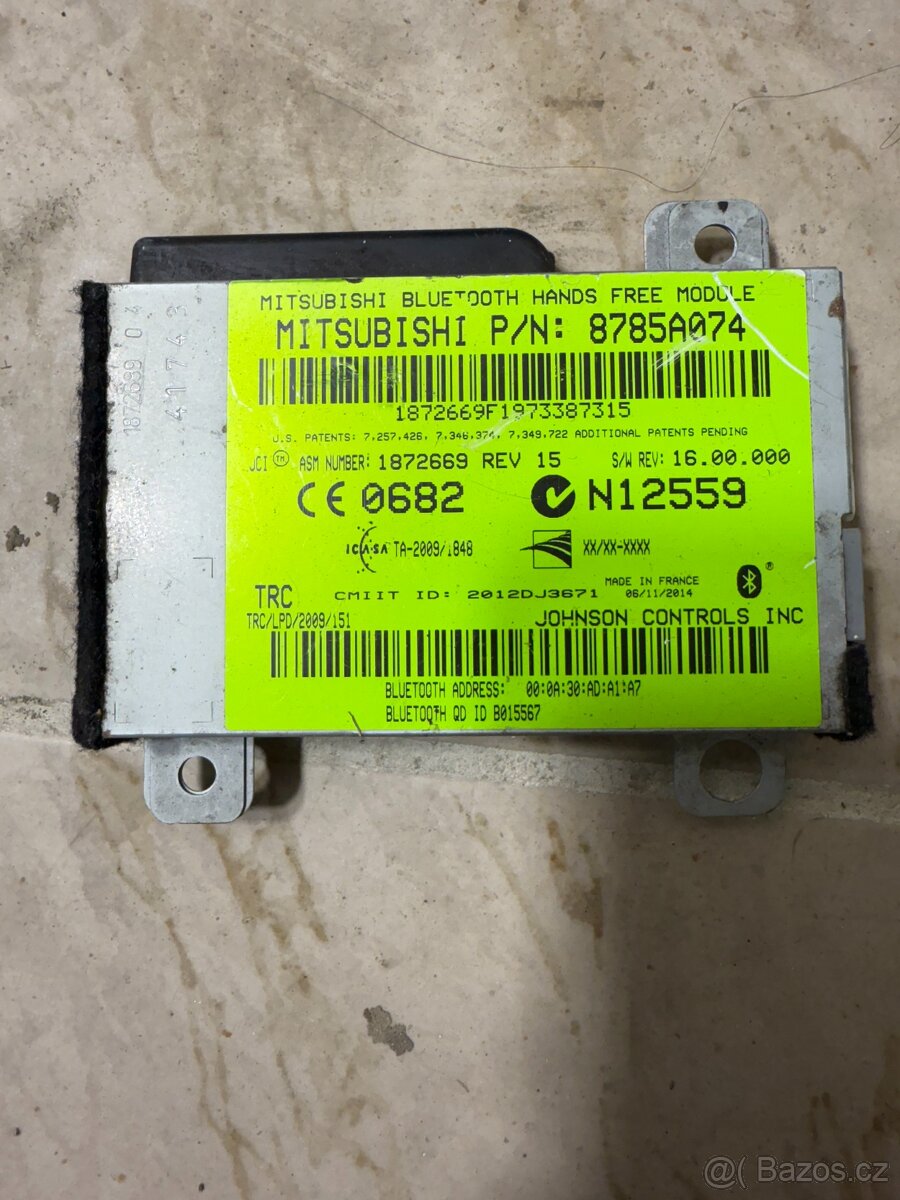 MITSUBISHI BLUETOOTH HANDS FREE MODULE
MITSUBISHI P/N: 8785A074
1872669F1973387315
U.S. PATENTS: 7,257,426, 7,346,374, 7,349,722 ADDITIONAL PATENTS PENDING
JCI TM ASM NUMBER: 1872669 REV 15 S/W REV: 16.00.000
CE 0682 N12559
ICASA TA-2009/1848 XX/XX-XXXX
TRC CMIIT ID: 2012DJ3671 MADE IN FRANCE
06/11/2014 ®
TRC/LPD/2009/151 JOHNSON CONTROLS INC
BLUETOOTH ADDRESS: 00:0A:30:AD:A1:A7
BLUETOOTH QD ID B015567
41743
@( Bazoš.cz